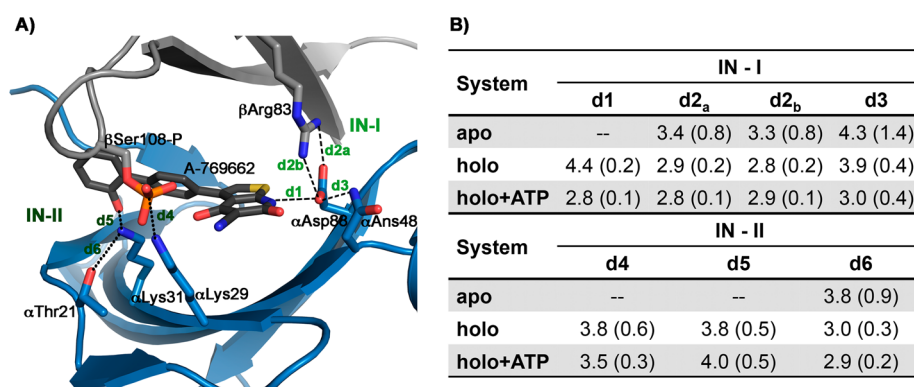 A)
βArg83
IN-I
βSer108-P
A-769662
d2a
d2b
d1
d3
IN-II
d5
d4
αAsp88
αAns48
d6
αLys31
αLys29
αThr21
B)
System
IN - I
d1 d2a d2b d3
apo -- 3.4 (0.8) 3.3 (0.8) 4.3 (1.4)
holo 4.4 (0.2) 2.9 (0.2) 2.8 (0.2) 3.9 (0.4)
holo+ATP 2.8 (0.1) 2.8 (0.1) 2.9 (0.1) 3.0 (0.4)
System
IN - II
d4 d5 d6
apo -- -- 3.8 (0.9)
holo 3.8 (0.6) 3.8 (0.5) 3.0 (0.3)
holo+ATP 3.5 (0.3) 4.0 (0.5) 2.9 (0.2)